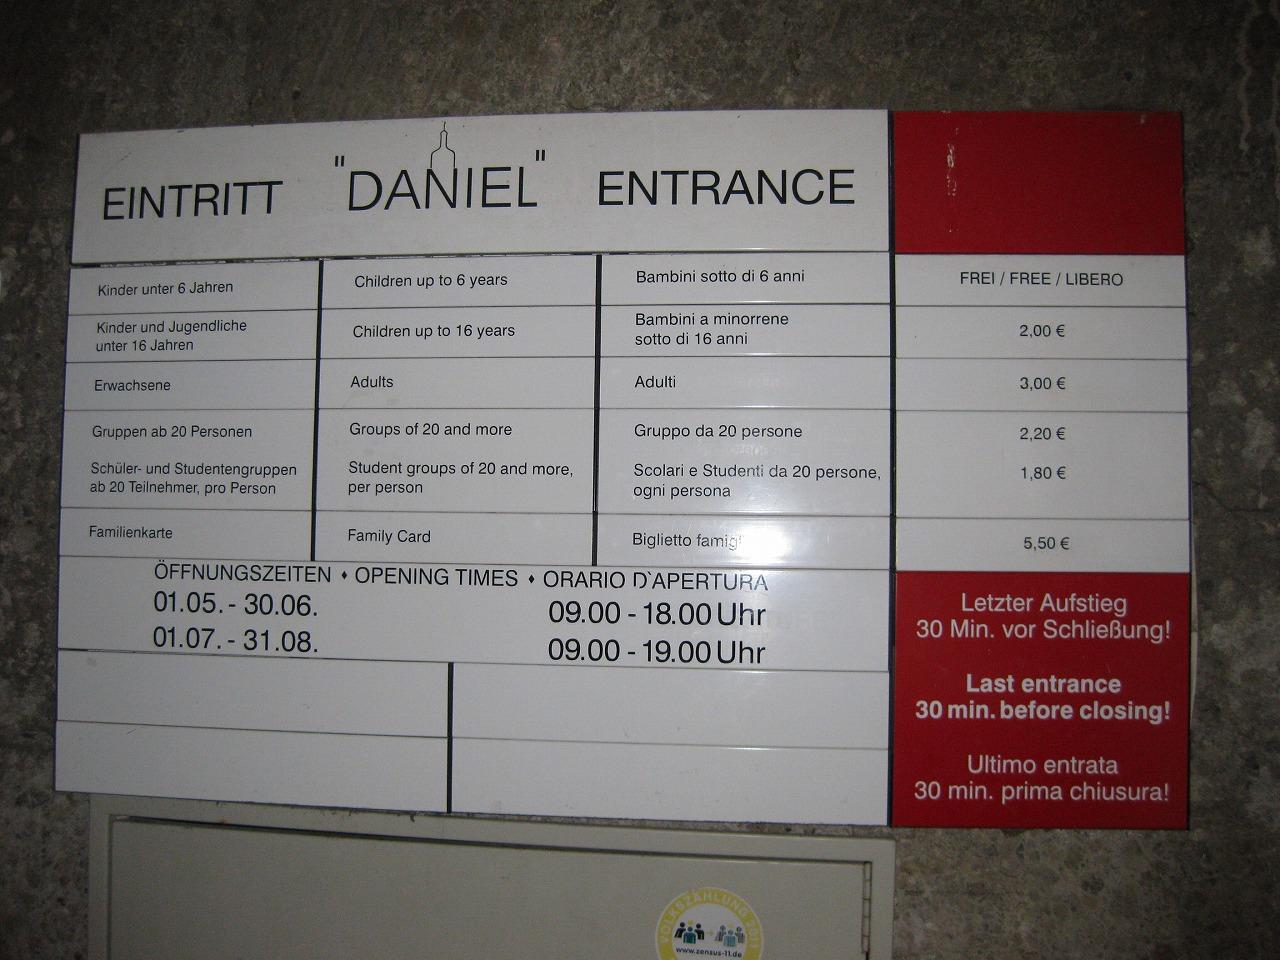 EINTRITT "DANIEL" ENTRANCE
Kinder unter 6 Jahren
Children up to 6 years
Bambini sotto di 6 anni
FREI / FREE / LIBERO
Kinder und Jugendliche
unter 16 Jahren
Children up to 16 years
Bambini a minorrene
sotto di 16 anni
2,00 €
Erwachsene
Adults
Adulti
3,00 €
Gruppen ab 20 Personen
Groups of 20 and more
Gruppo da 20 persone
2,20 €
Schüler- und Studentengruppen
ab 20 Teilnehmer, pro Person
Student groups of 20 and more,
per person
Scolari e Studenti da 20 persone,
ogni persona
1,80 €
Familienkarte
Family Card
Biglietto
5,50 €
ÖFFNUNGSZEITEN ♦ OPENING TIMES ♦ ORARIO D`APERTURA
01.05. - 30.06. 09.00 - 18.00 Uhr
01.07. - 31.08. 09.00 - 19.00 Uhr
Letzter Aufstieg
30 Min. vor Schließung!
Last entrance
30 min. before closing!
Ultimo entrata
30 min. prima chiusura!
VOLKSZÄHLUNG 2011
www.zensus-11.de